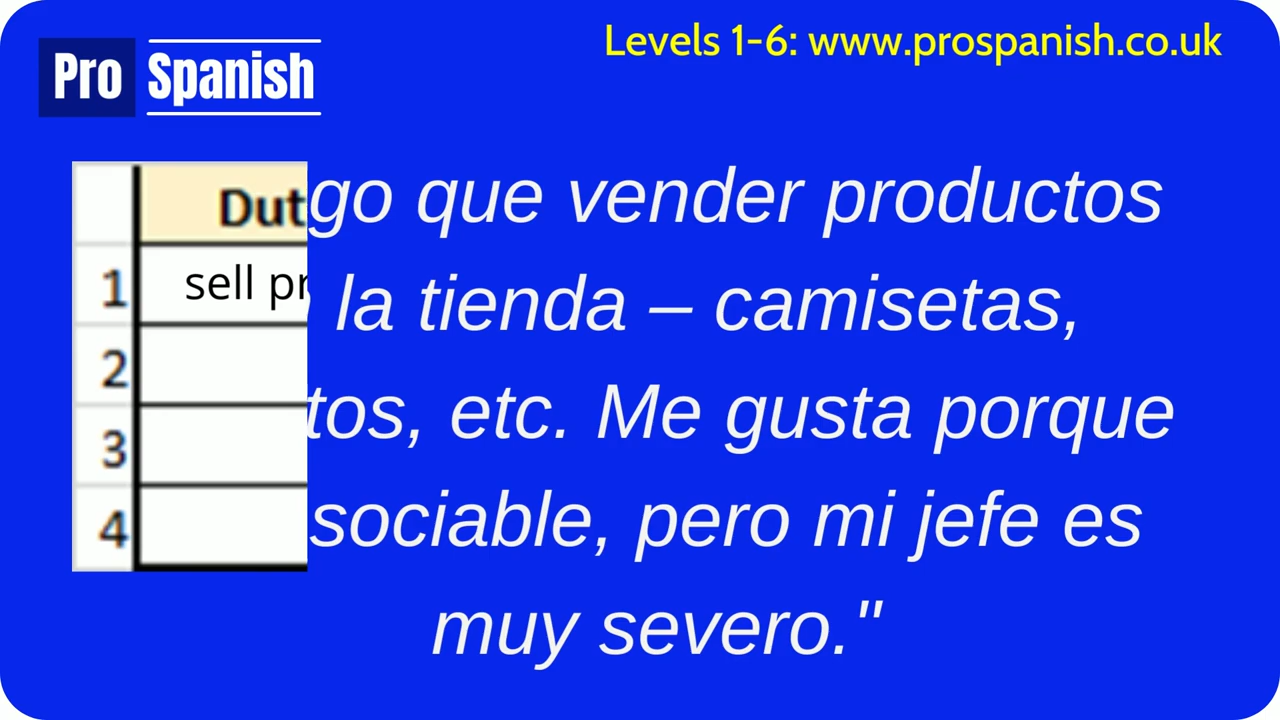 Pro Spanish
Levels 1-6: www.prospanish.co.uk
Dut
1 sell pr
2
3
4
go que vender productos
la tienda – camisetas,
tos, etc. Me gusta porque
sociable, pero mi jefe es
muy severo."